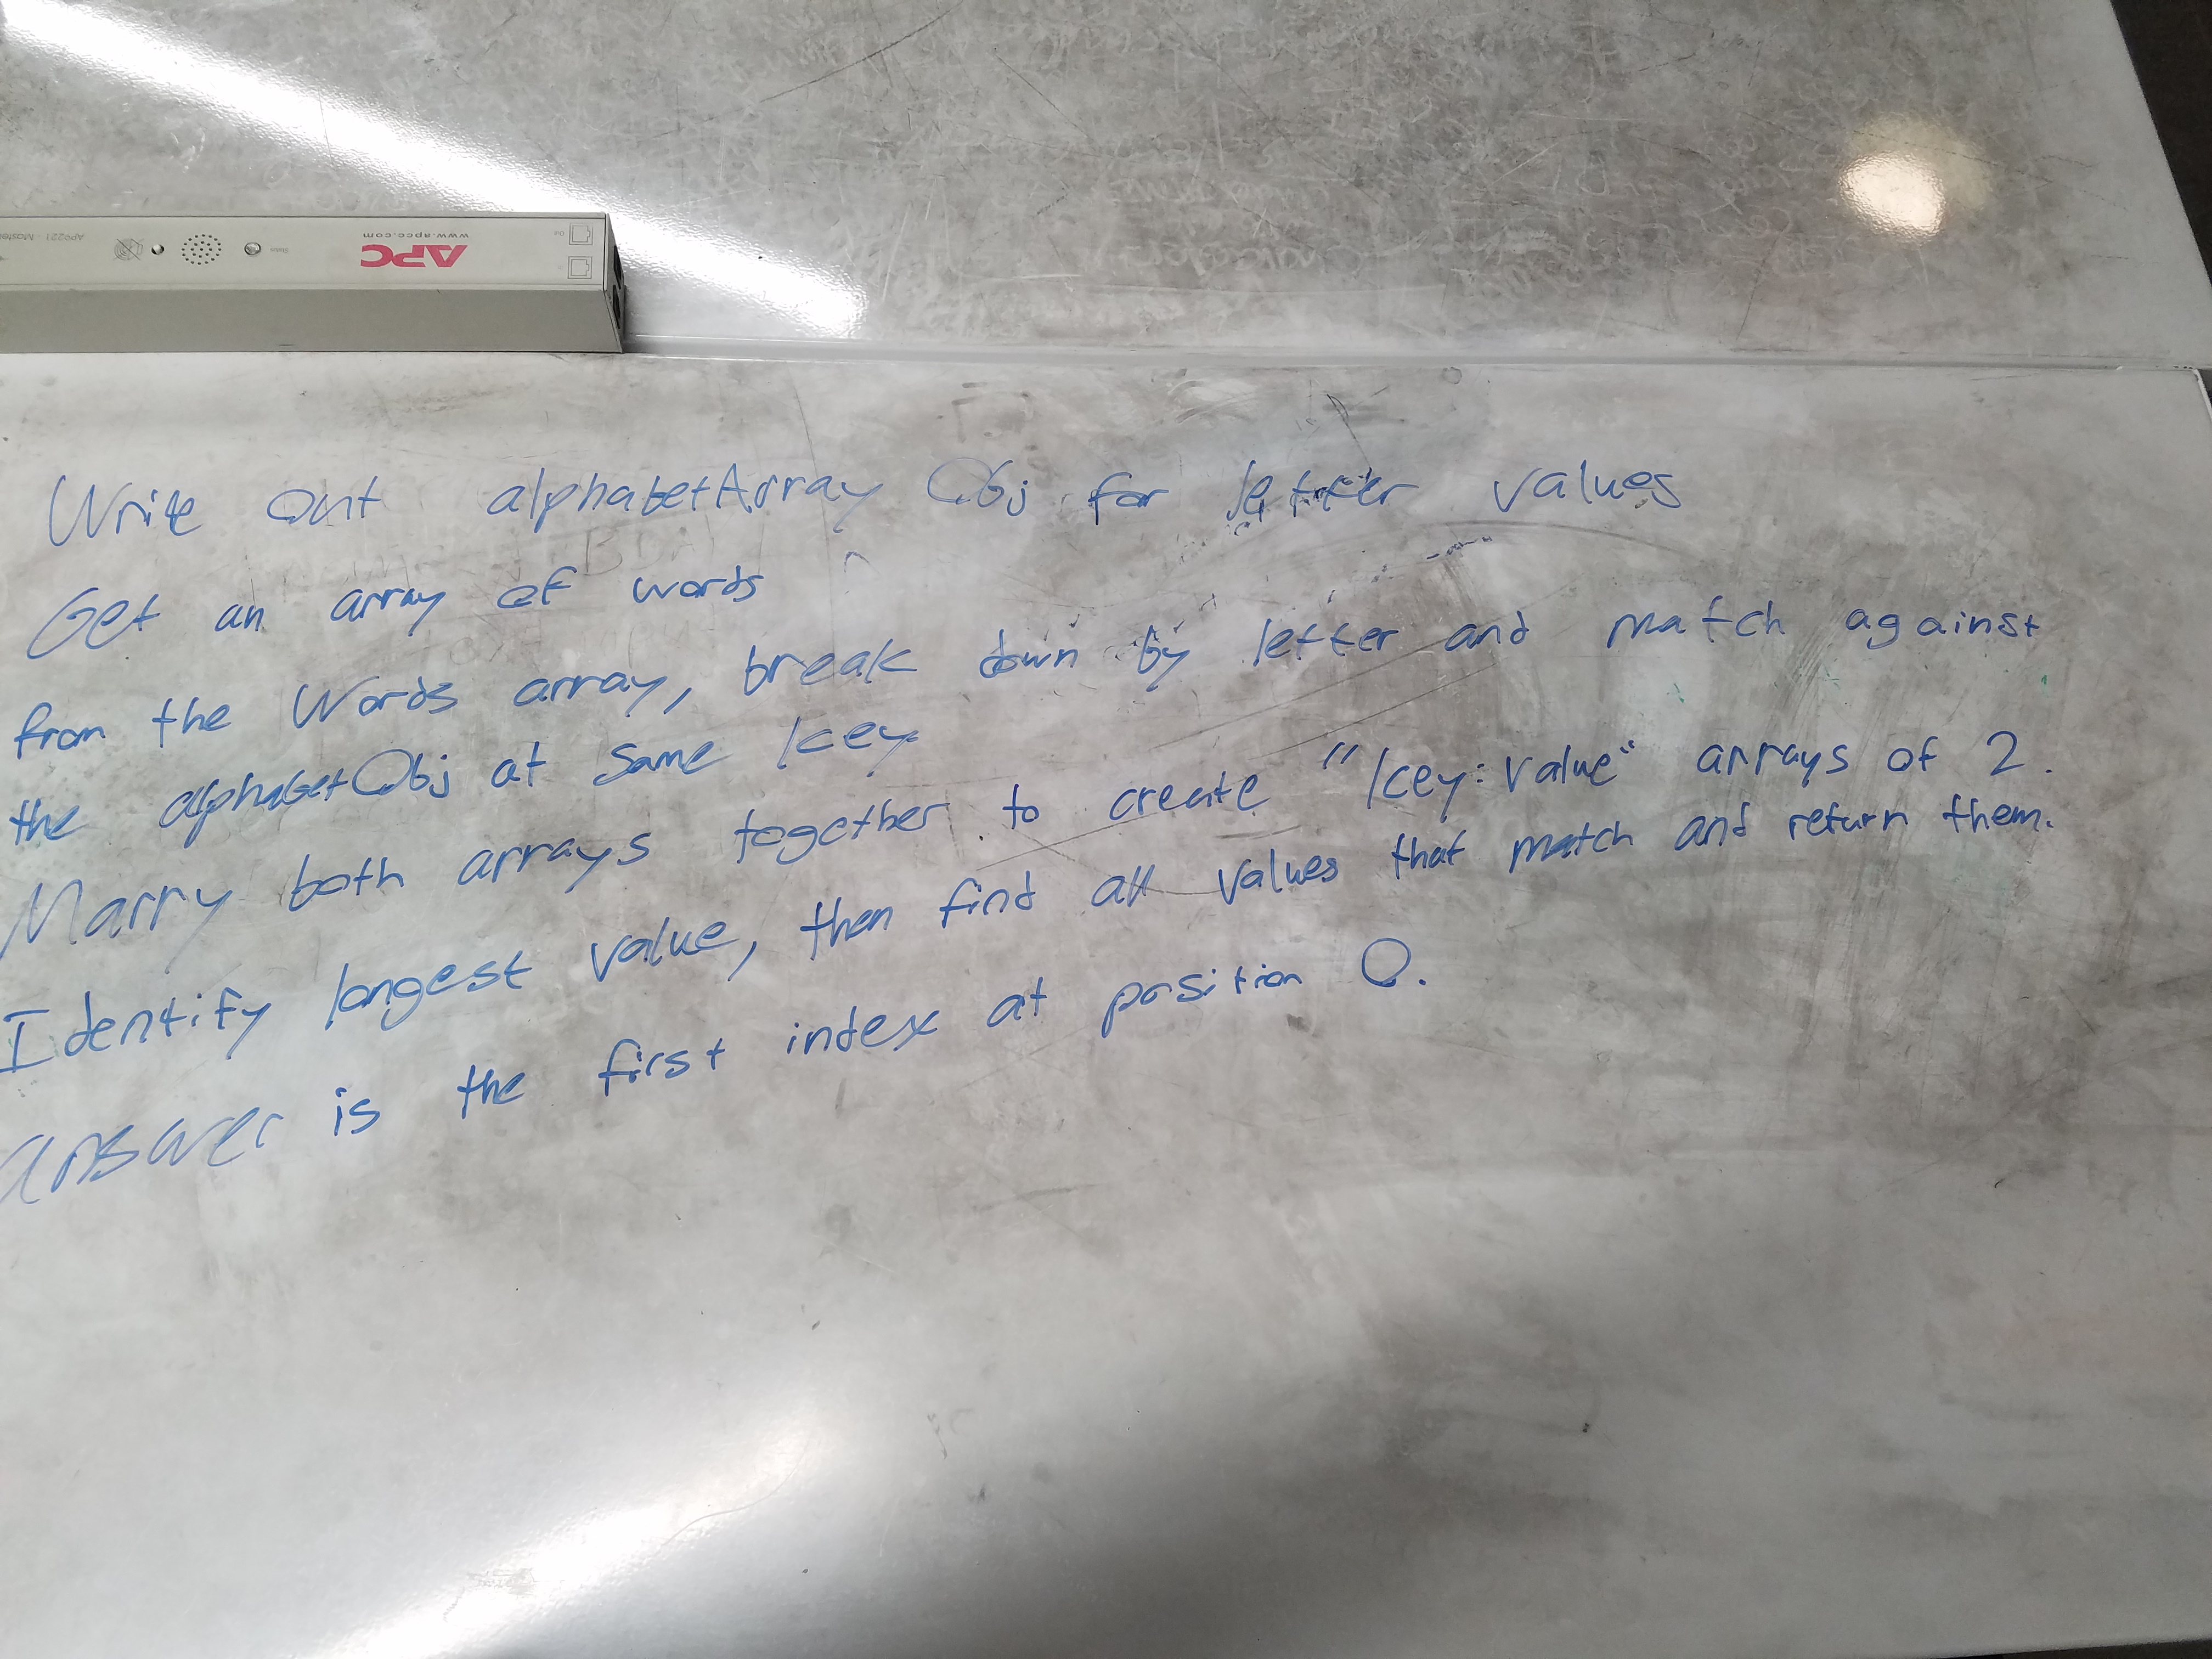 APC
www.apcc.com
Status
AP9221 - Master
Write out alphabetArray Obj for letter values
Get an array of words
from the Words array, break down by letter and match against
the alphabetObj at same key
Marry both arrays together to create "key:value" arrays of 2.
Identify longest value, then find all values that match and return them.
answer is the first index at position 0.